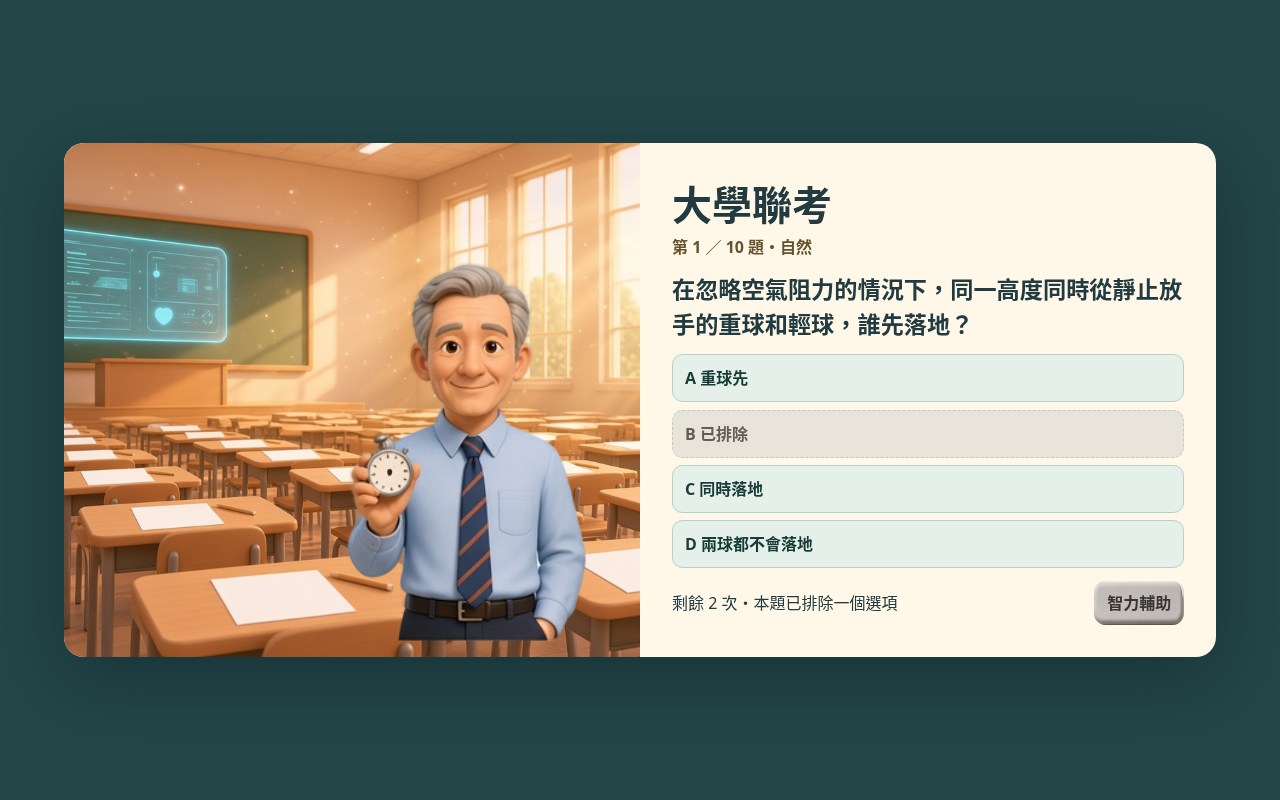 大學聯考
第 1 ／ 10 題・自然
在忽略空氣阻力的情況下，同一高度同時從靜止放
手的重球和輕球，誰先落地？
A 重球先
B 已排除
C 同時落地
D 兩球都不會落地
剩餘 2 次・本題已排除一個選項
智力輔助